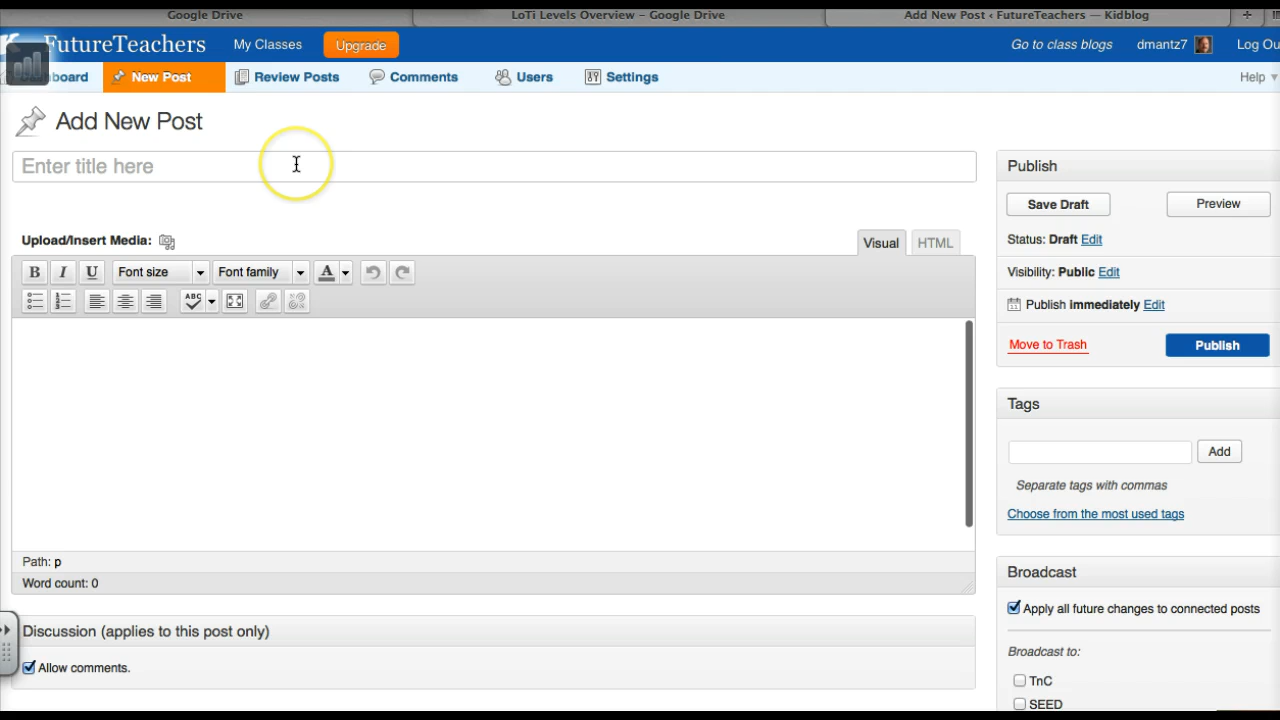 Google Drive
LoTi Levels Overview – Google Drive
Add New Post ‹ FutureTeachers — Kidblog
FutureTeachers
My Classes
Upgrade
Go to class blogs
dmantz7
Log Ou
New Post
Review Posts
Comments
Users
Settings
Help
Add New Post
Enter title here
Upload/Insert Media:
Visual
HTML
B I U
Font size
Font family
A
ABC
Path: p
Word count: 0
Discussion (applies to this post only)
Allow comments.
Publish
Save Draft
Preview
Status: Draft Edit
Visibility: Public Edit
Publish immediately Edit
Move to Trash
Publish
Tags
Add
Separate tags with commas
Choose from the most used tags
Broadcast
Apply all future changes to connected posts
Broadcast to:
TnC
SEED